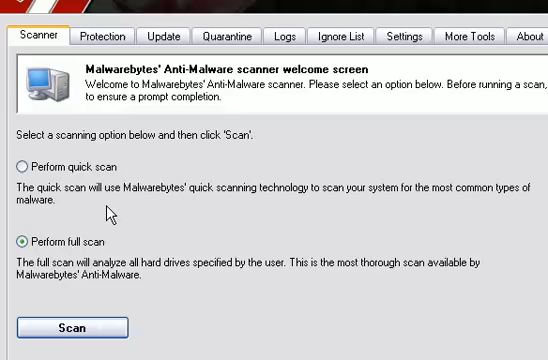 Scanner Protection Update Quarantine Logs Ignore List Settings More Tools About
Malwarebytes' Anti-Malware scanner welcome screen
Welcome to Malwarebytes' Anti-Malware scanner. Please select an option below. Before running a scan,
to ensure a prompt completion.
Select a scanning option below and then click 'Scan'.
Perform quick scan
The quick scan will use Malwarebytes' quick scanning technology to scan your system for the most common types of
malware.
Perform full scan
The full scan will analyze all hard drives specified by the user. This is the most thorough scan available by
Malwarebytes' Anti-Malware.
Scan